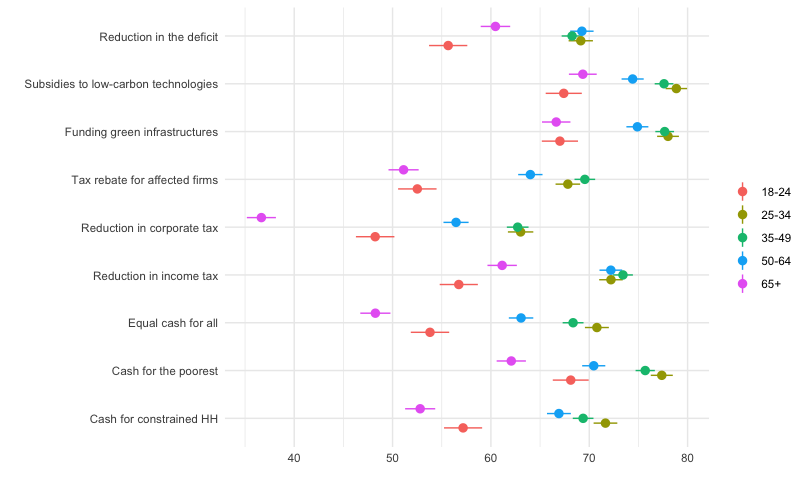 Reduction in the deficit
Subsidies to low-carbon technologies
Funding green infrastructures
Tax rebate for affected firms
Reduction in corporate tax
Reduction in income tax
Equal cash for all
Cash for the poorest
Cash for constrained HH
40 50 60 70 80
18-24
25-34
35-49
50-64
65+